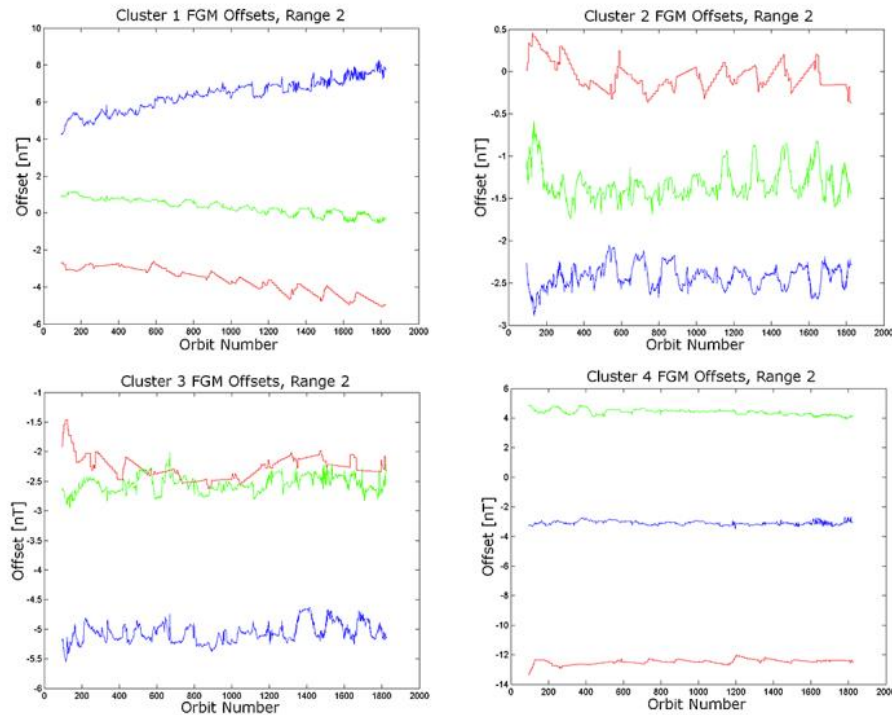 Cluster 1 FGM Offsets, Range 2
Offset [nT]
10
8
6
4
2
0
-2
-4
-6
0 200 400 600 800 1000 1200 1400 1600 1800 2000
Orbit Number
Cluster 2 FGM Offsets, Range 2
Offset [nT]
0.5
0
-0.5
-1
-1.5
-2
-2.5
-3
0 200 400 600 800 1000 1200 1400 1600 1800 2000
Orbit Number
Cluster 3 FGM Offsets, Range 2
Offset [nT]
-1
-1.5
-2
-2.5
-3
-3.5
-4
-4.5
-5
-5.5
-6
0 200 400 600 800 1000 1200 1400 1600 1800 2000
Orbit Number
Cluster 4 FGM Offsets, Range 2
Offset [nT]
6
4
2
0
-2
-4
-6
-8
-10
-12
-14
0 200 400 600 800 1000 1200 1400 1600 1800 2000
Orbit Number